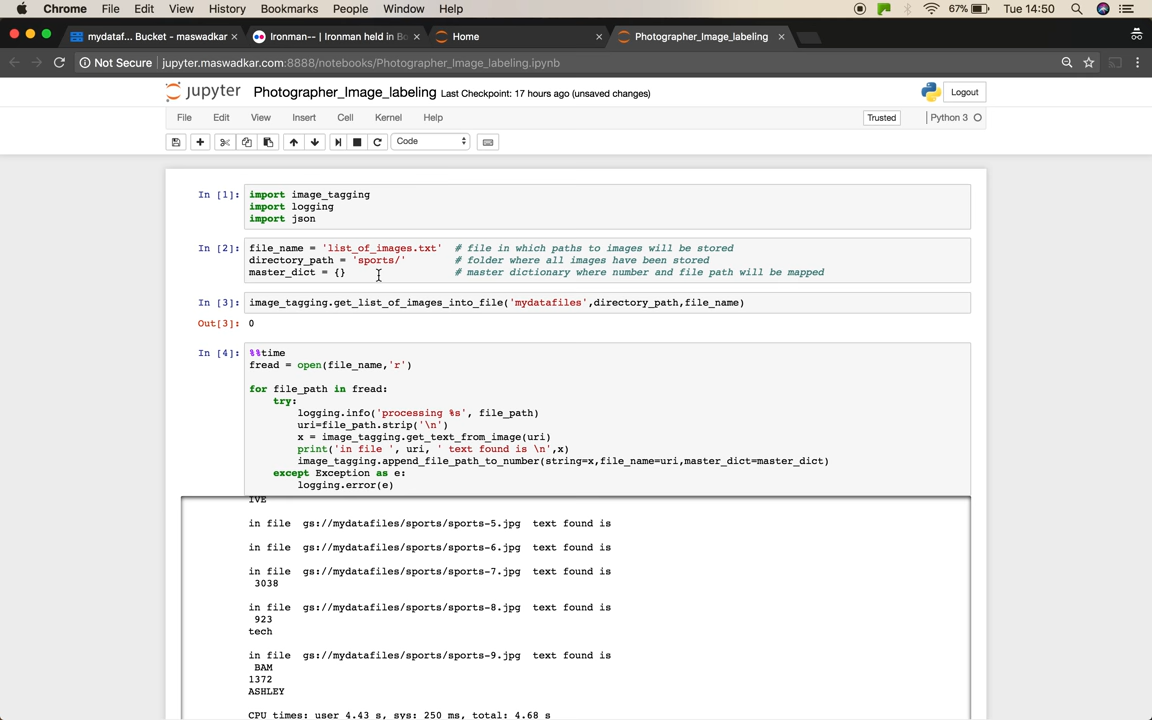 Chrome File Edit View History Bookmarks People Window Help 67% Tue 14:50
mydataf... Bucket - maswadkar Ironman-- | Ironman held in Bo Home Photographer_Image_labeling
Not Secure | jupyter.maswadkar.com:8888/notebooks/Photographer_Image_labeling.ipynb
jupyter Photographer_Image_labeling Last Checkpoint: 17 hours ago (unsaved changes) Logout
File Edit View Insert Cell Kernel Help Trusted Python 3
Code
In [1]: import image_tagging
import logging
import json
In [2]: file_name = 'list_of_images.txt' # file in which paths to images will be stored
directory_path = 'sports/' # folder where all images have been stored
master_dict = {} # master dictionary where number and file path will be mapped
In [3]: image_tagging.get_list_of_images_into_file('mydatafiles',directory_path,file_name)
Out[3]: 0
In [4]: %%time
fread = open(file_name,'r')
for file_path in fread:
try:
logging.info('processing %s', file_path)
uri=file_path.strip('\n')
x = image_tagging.get_text_from_image(uri)
print('in file ', uri, ' text found is \n',x)
image_tagging.append_file_path_to_number(string=x,file_name=uri,master_dict=master_dict)
except Exception as e:
logging.error(e)
IVE
in file gs://mydatafiles/sports/sports-5.jpg text found is
in file gs://mydatafiles/sports/sports-6.jpg text found is
in file gs://mydatafiles/sports/sports-7.jpg text found is
3038
in file gs://mydatafiles/sports/sports-8.jpg text found is
923
tech
in file gs://mydatafiles/sports/sports-9.jpg text found is
BAM
1372
ASHLEY
CPU times: user 4.43 s, sys: 250 ms, total: 4.68 s